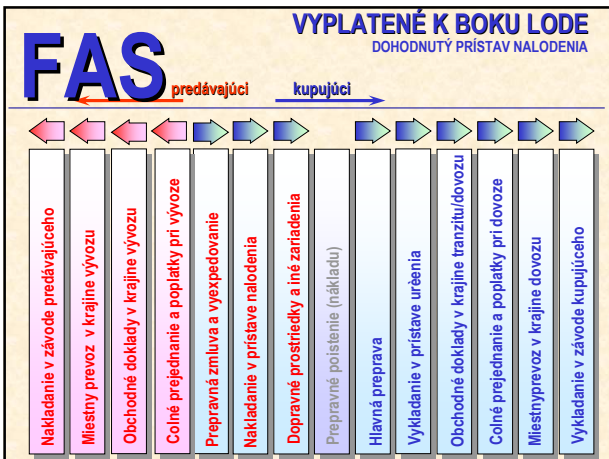 VYPLATENÉ K BOKU LODE
DOHODNUTÝ PRÍSTAV NALODENIA
FAS
predávajúci
kupujúci
Nakladanie v závode predávajúceho
Miestny prevoz v krajine vývozu
Obchodné doklady v krajine vývozu
Colné prejednanie a poplatky pri vývoze
Prepravná zmluva a vyexpedovanie
Nakladanie v prístave nalodenia
Dopravné prostriedky a iné zariadenia
Prepravné poistenie (nákladu)
Hlavná preprava
Vykladanie v prístave urèenia
Obchodné doklady v krajine tranzitu/dovozu
Colné prejednanie a poplatky pri dovoze
Miestnyprevoz v krajine dovozu
Vykladanie v závode kupujúceho